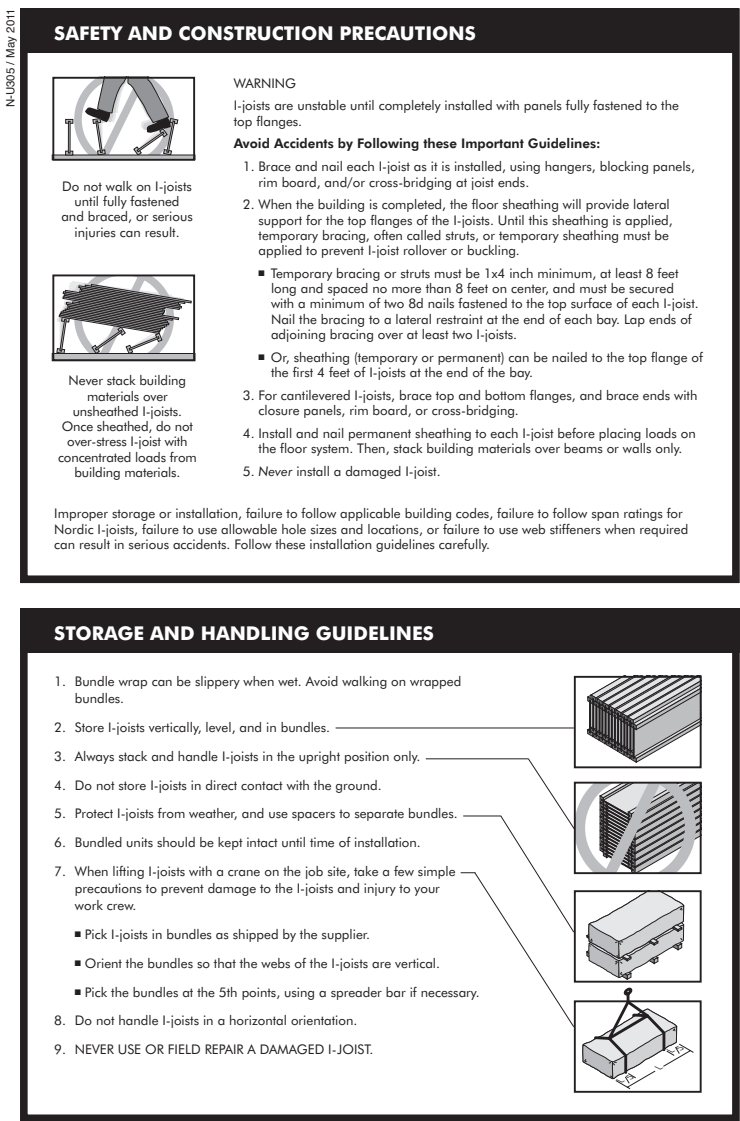 N-U305 / May 2011
SAFETY AND CONSTRUCTION PRECAUTIONS
Do not walk on I-joists
until fully fastened
and braced, or serious
injuries can result.
Never stack building
materials over
unsheathed I-joists.
Once sheathed, do not
over-stress I-joist with
concentrated loads from
building materials.
WARNING
I-joists are unstable until completely installed with panels fully fastened to the
top flanges.
Avoid Accidents by Following these Important Guidelines:
1. Brace and nail each I-joist as it is installed, using hangers, blocking panels,
rim board, and/or cross-bridging at joist ends.
2. When the building is completed, the floor sheathing will provide lateral
support for the top flanges of the I-joists. Until this sheathing is applied,
temporary bracing, often called struts, or temporary sheathing must be
applied to prevent I-joist rollover or buckling.
■ Temporary bracing or struts must be 1x4 inch minimum, at least 8 feet
long and spaced no more than 8 feet on center, and must be secured
with a minimum of two 8d nails fastened to the top surface of each I-joist.
Nail the bracing to a lateral restraint at the end of each bay. Lap ends of
adjoining bracing over at least two I-joists.
■ Or, sheathing (temporary or permanent) can be nailed to the top flange of
the first 4 feet of I-joists at the end of the bay.
3. For cantilevered I-joists, brace top and bottom flanges, and brace ends with
closure panels, rim board, or cross-bridging.
4. Install and nail permanent sheathing to each I-joist before placing loads on
the floor system. Then, stack building materials over beams or walls only.
5. Never install a damaged I-joist.
Improper storage or installation, failure to follow applicable building codes, failure to follow span ratings for
Nordic I-joists, failure to use allowable hole sizes and locations, or failure to use web stiffeners when required
can result in serious accidents. Follow these installation guidelines carefully.
STORAGE AND HANDLING GUIDELINES
1. Bundle wrap can be slippery when wet. Avoid walking on wrapped
bundles.
2. Store I-joists vertically, level, and in bundles.
3. Always stack and handle I-joists in the upright position only.
4. Do not store I-joists in direct contact with the ground.
5. Protect I-joists from weather, and use spacers to separate bundles.
6. Bundled units should be kept intact until time of installation.
7. When lifting I-joists with a crane on the job site, take a few simple
precautions to prevent damage to the I-joists and injury to your
work crew.
■ Pick I-joists in bundles as shipped by the supplier.
■ Orient the bundles so that the webs of the I-joists are vertical.
■ Pick the bundles at the 5th points, using a spreader bar if necessary.
8. Do not handle I-joists in a horizontal orientation.
9. NEVER USE OR FIELD REPAIR A DAMAGED I-JOIST.
L